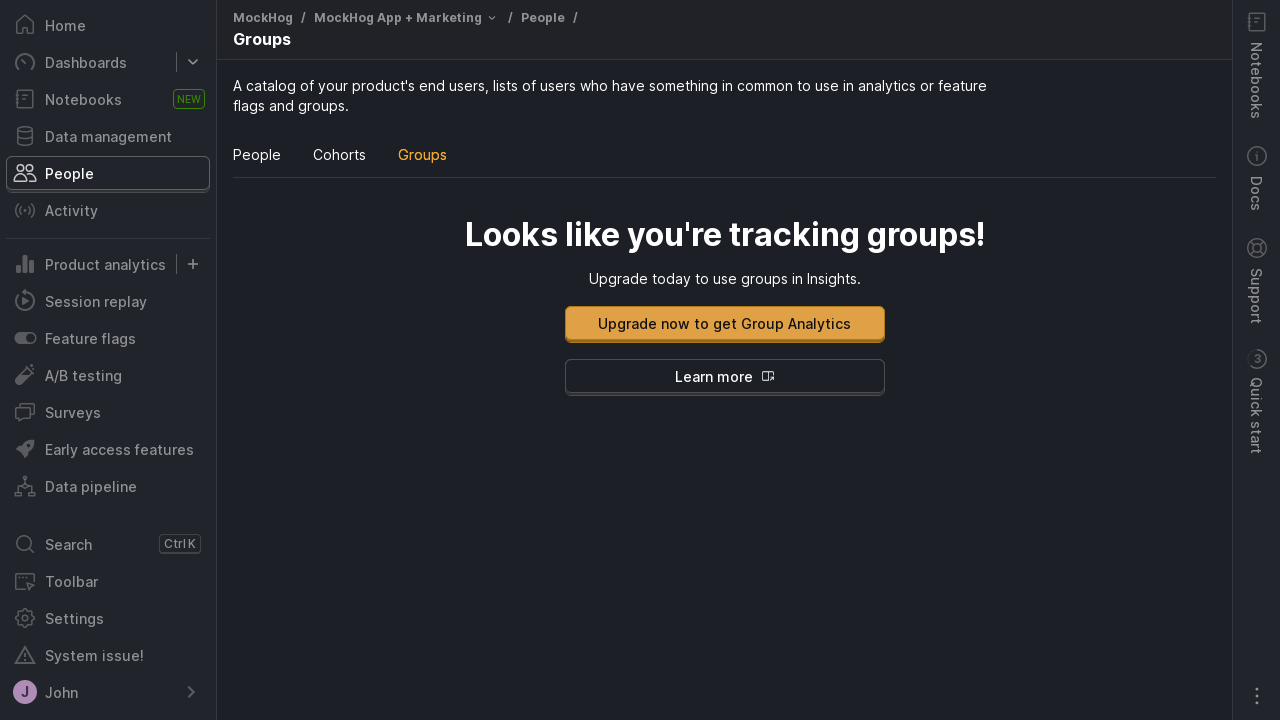 Home
Dashboards
Notebooks NEW
Data management
People
Activity
Product analytics
Session replay
Feature flags
A/B testing
Surveys
Early access features
Data pipeline
Search Ctrl K
Toolbar
Settings
System issue!
J John
MockHog / MockHog App + Marketing / People /
Groups
A catalog of your product's end users, lists of users who have something in common to use in analytics or feature
flags and groups.
People Cohorts Groups
Looks like you're tracking groups!
Upgrade today to use groups in Insights.
Upgrade now to get Group Analytics
Learn more
Notebooks
Docs
Support
3 Quick start